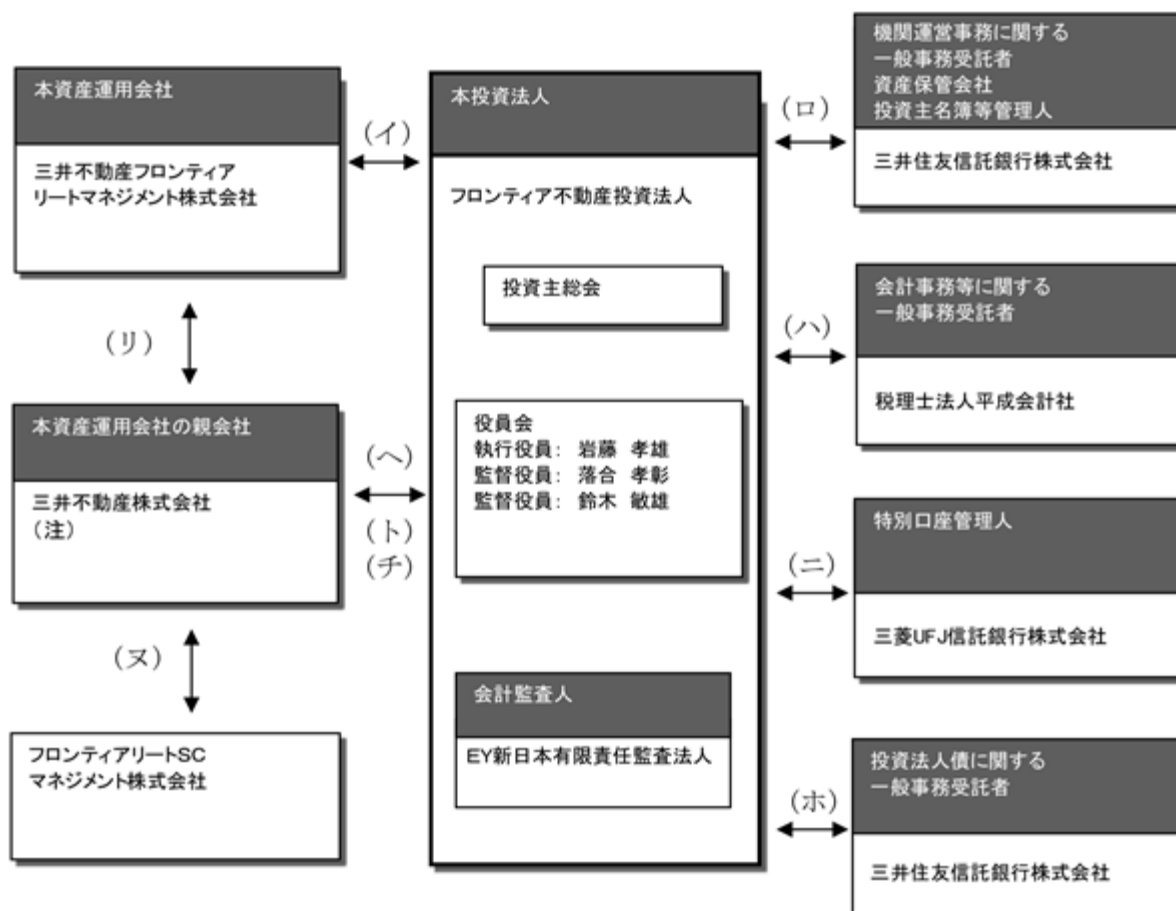 本資産運用会社
三井不動産フロンティア
リートマネジメント株式会社
(イ)
(リ)
本資産運用会社の親会社
三井不動産株式会社
(注)
(ヘ)
(ト)
(チ)
(ヌ)
フロンティアリートSC
マネジメント株式会社
本投資法人
フロンティア不動産投資法人
投資主総会
役員会
執行役員: 岩藤 孝雄
監督役員: 落合 孝彰
監督役員: 鈴木 敏雄
会計監査人
EY新日本有限責任監査法人
(ロ)
機関運営事務に関する
一般事務受託者
資産保管会社
投資主名簿等管理人
三井住友信託銀行株式会社
(ハ)
会計事務等に関する
一般事務受託者
税理士法人平成会計社
(ニ)
特別口座管理人
三菱UFJ信託銀行株式会社
(ホ)
投資法人債に関する
一般事務受託者
三井住友信託銀行株式会社